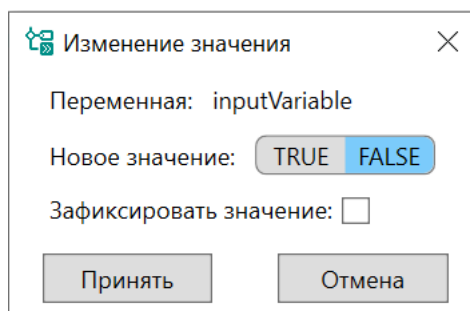 Изменение значения
Переменная: inputVariable
Новое значение: TRUE FALSE
Зафиксировать значение:
Принять Отмена